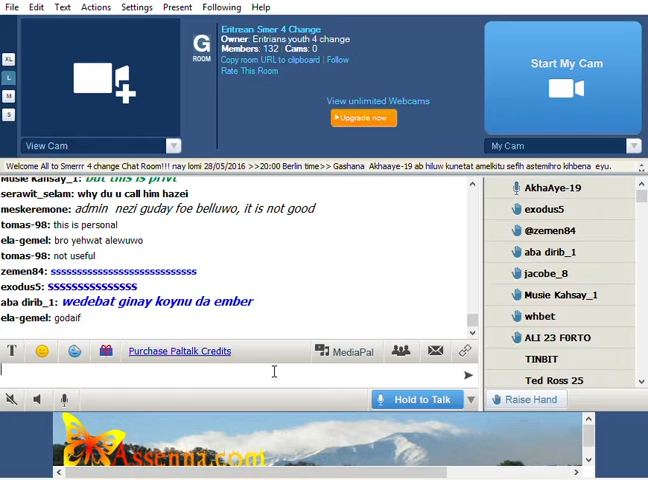 File Edit Text Actions Settings Present Following Help
XL
L
M
S
View Cam
G
ROOM
Eritrean Smer 4 Change
Owner: Eritrians youth 4 change
Members: 132 | Cams: 0
Copy room URL to clipboard | Follow
Rate This Room
View unlimited Webcams
Upgrade now
Start My Cam
My Cam
Welcome All to Smerrr 4 change Chat Room!!! nay lomi 28/05/2016 >>20:00 Berlin time>> Gashana Akhaaye-19 ab hiluw kunetat amelkitu sefih astemihro kihbena eyu.
Musie Kahsay_1: but this is privt
serawit_selam: why du u call him hazei
meskeremone: admin nezi guday foe belluwo, it is not good
tomas-98: this is personal
ela-gemel: bro yehwat alewuwo
tomas-98: not useful
zemen84: sssssssssssssssssssssssssssss
exodus5: SSSSSSSSSSSSSSS
aba dirib_1: wedebat ginay koynu da ember
ela-gemel: godaif
AkhaAye-19
exodus5
@zemen84
aba dirib_1
jacobe_8
Musie Kahsay_1
whbet
ALI 23 F0RTO
TINBIT
Ted Ross 25
T
Purchase Paltalk Credits
MediaPal
Hold to Talk
Raise Hand
Assenna.com